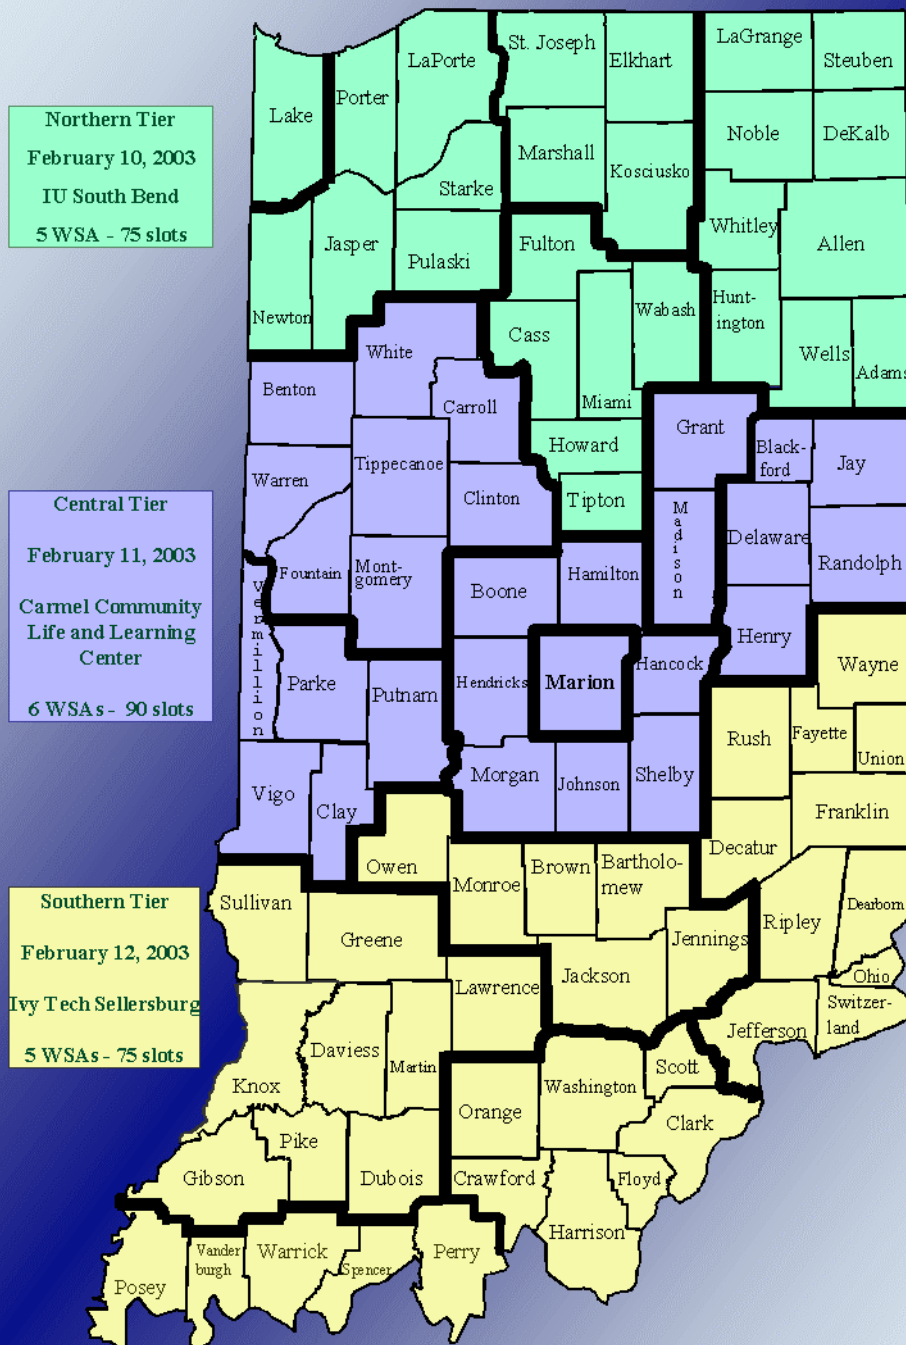 Northern Tier
February 10, 2003
IU South Bend
5 WSA - 75 slots
Central Tier
February 11, 2003
Carmel Community
Life and Learning
Center
6 WSAs - 90 slots
Southern Tier
February 12, 2003
Ivy Tech Sellersburg
5 WSAs - 75 slots
Lake
Porter
LaPorte
St. Joseph
Elkhart
LaGrange
Steuben
Noble
DeKalb
Marshall
Kosciusko
Starke
Jasper
Pulaski
Newton
Fulton
Whitley
Allen
Cass
Wabash
Hunt-
ington
Wells
Adams
Miami
Howard
Tipton
White
Benton
Carroll
Warren
Tippecanoe
Clinton
Fountain
Mont-
gomery
Vermillion
Grant
Madison
Black-
ford
Jay
Delaware
Randolph
Henry
Boone
Hamilton
Hendricks
Marion
Hancock
Parke
Putnam
Morgan
Johnson
Shelby
Vigo
Clay
Wayne
Rush
Fayette
Union
Franklin
Decatur
Owen
Monroe
Brown
Bartholo-
mew
Sullivan
Greene
Jennings
Ripley
Dearborn
Ohio
Switzer-
land
Jefferson
Jackson
Lawrence
Daviess
Martin
Knox
Scott
Washington
Orange
Clark
Pike
Gibson
Dubois
Crawford
Floyd
Harrison
Posey
Vander
burgh
Warrick
Spencer
Perry